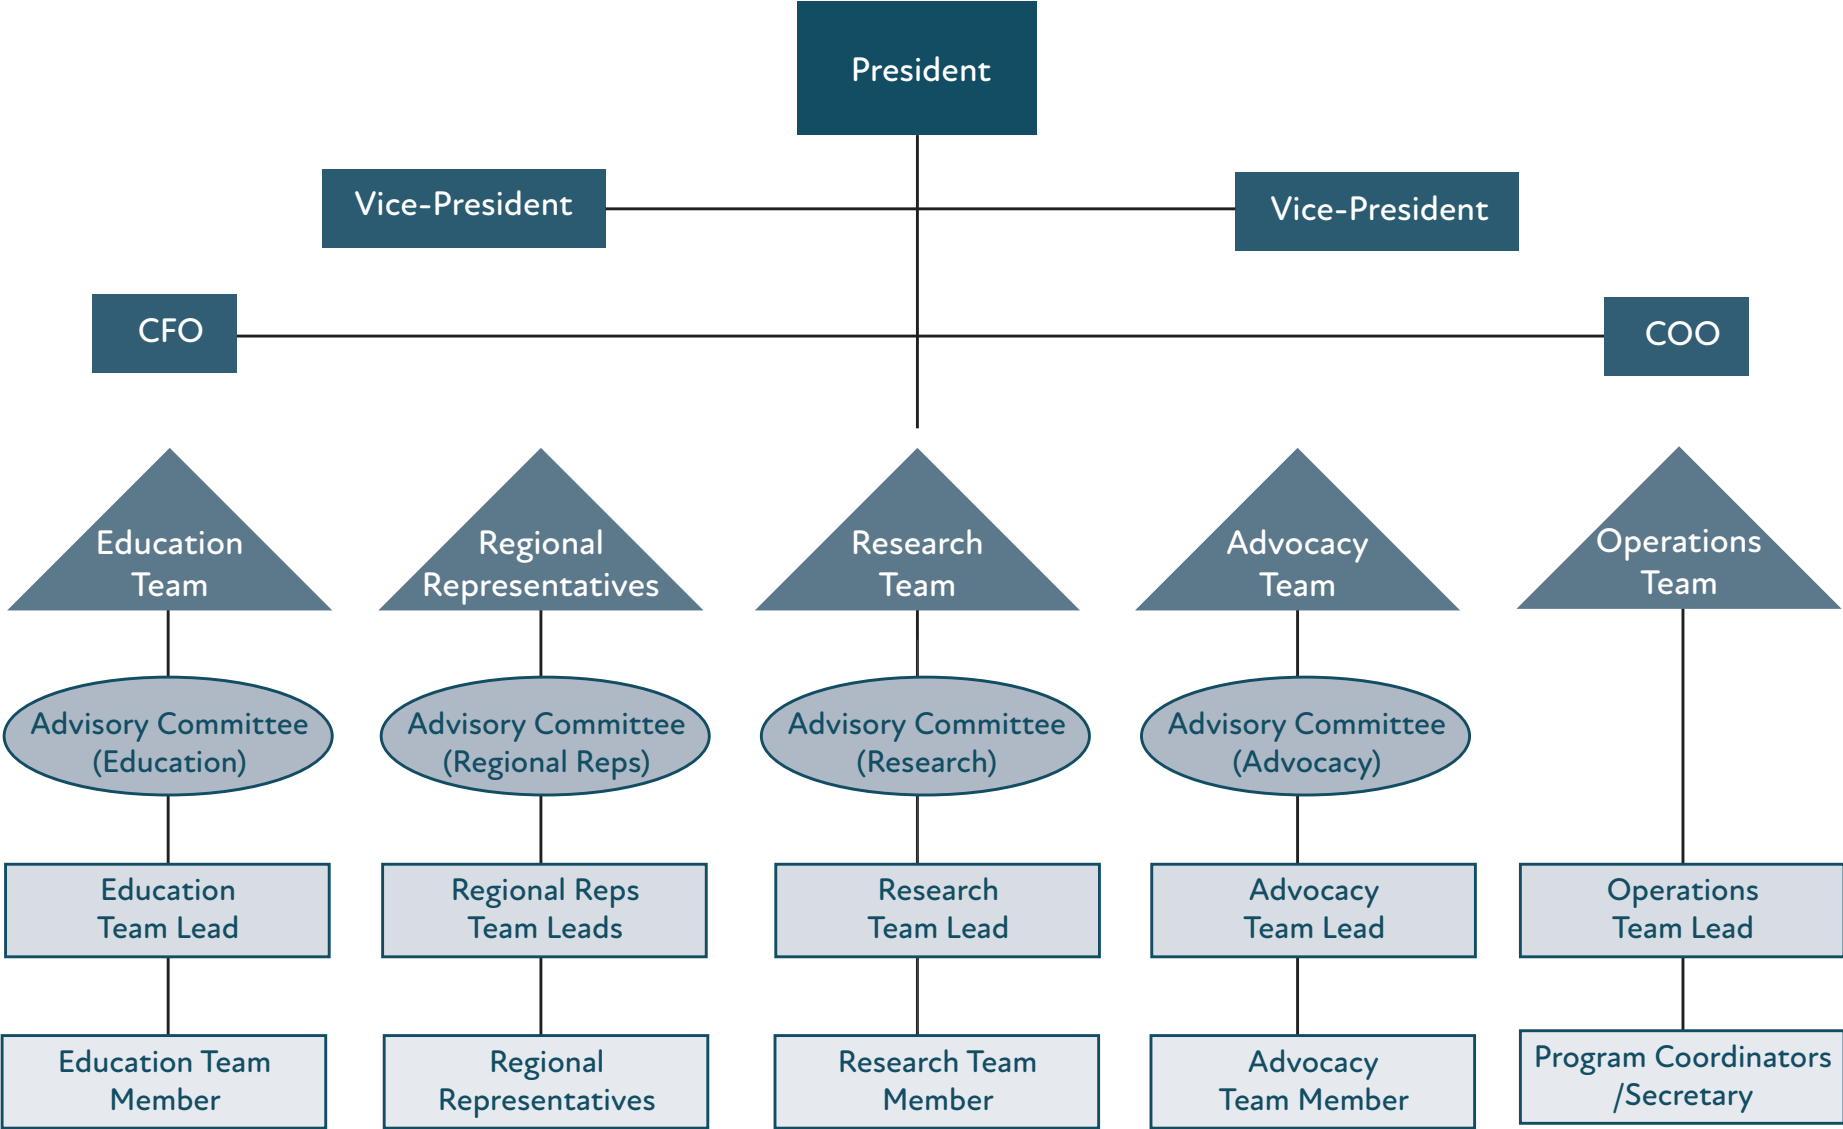 President
Vice-President
Vice-President
CFO
COO
Education
Team
Regional
Representatives
Research
Team
Advocacy
Team
Operations
Team
Advisory Committee
(Education)
Advisory Committee
(Regional Reps)
Advisory Committee
(Research)
Advisory Committee
(Advocacy)
Education
Team Lead
Regional Reps
Team Leads
Research
Team Lead
Advocacy
Team Lead
Operations
Team Lead
Education Team
Member
Regional
Representatives
Research Team
Member
Advocacy
Team Member
Program Coordinators
/Secretary